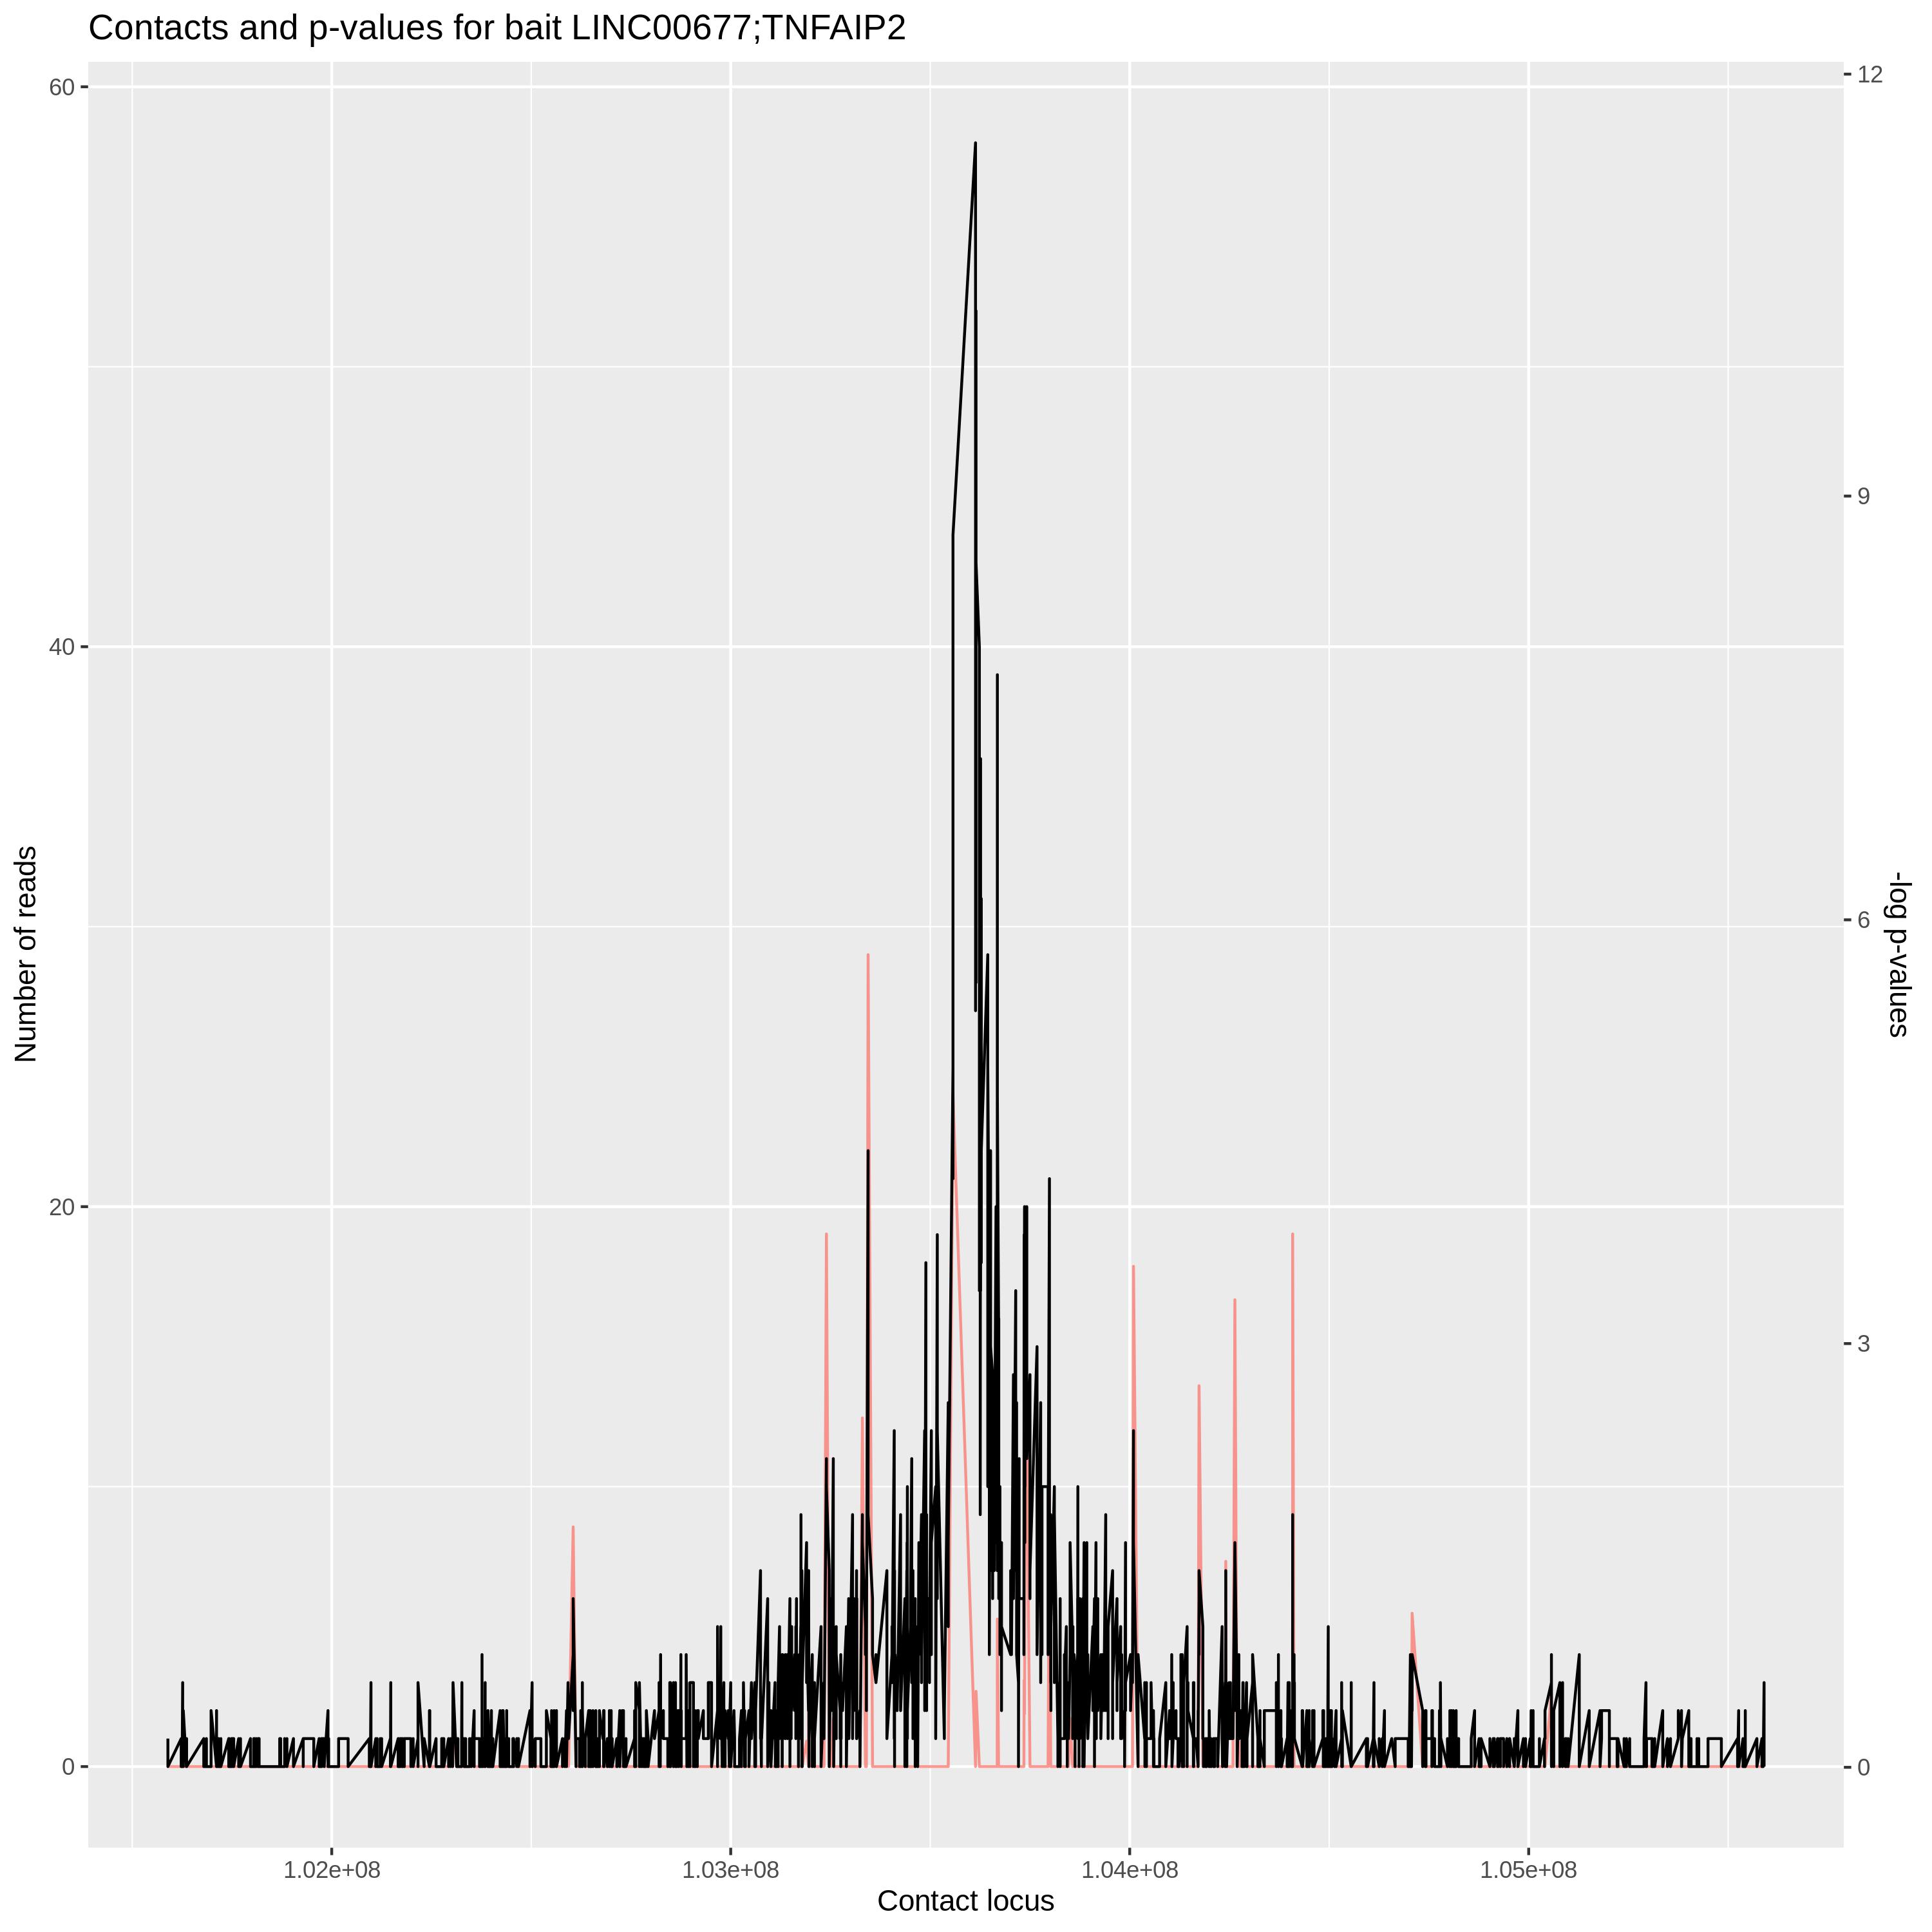 Contacts and p-values for bait LINC00677;TNFAIP2
60
40
20
0
Number of reads
12
9
6
3
0
-log p-values
1.02e+08
1.03e+08
1.04e+08
1.05e+08
Contact locus